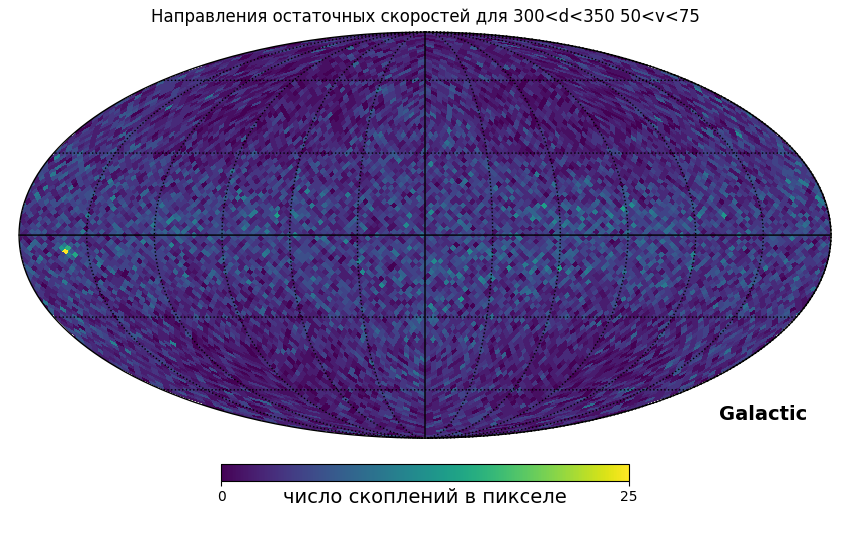 Направления остаточных скоростей для 300<d<350 50<v<75
Galactic
0 25
число скоплений в пикселе